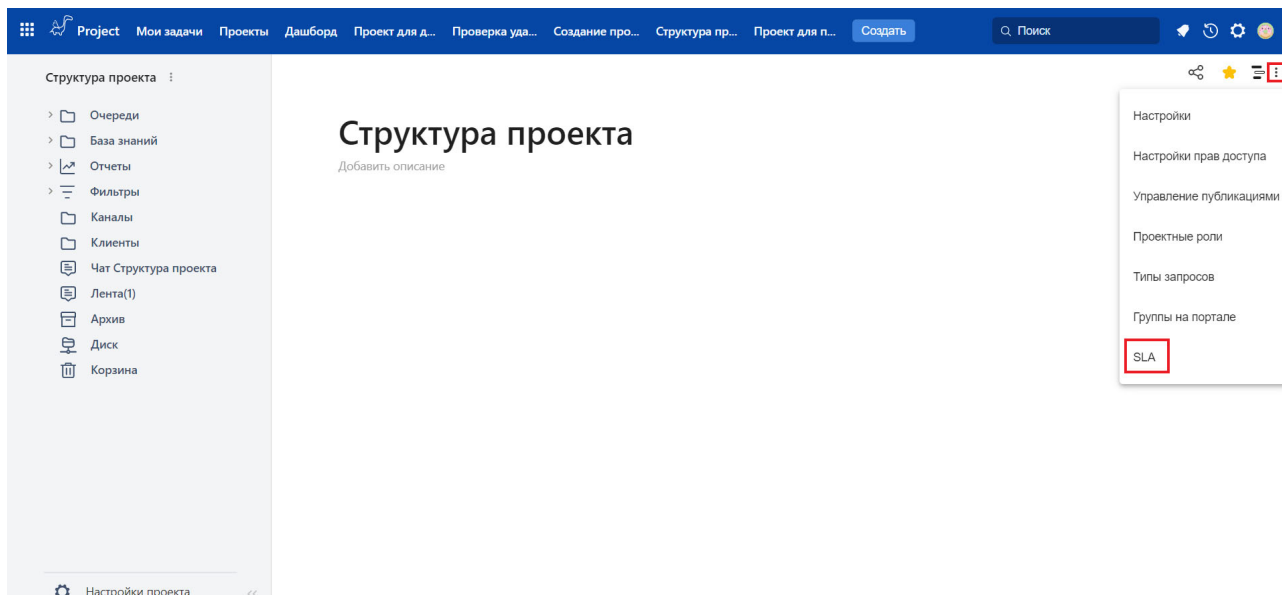 Project Мои задачи Проекты Дашборд Проект для д... Проверка уда... Создание про... Структура пр... Проект для п... Создать Поиск
Структура проекта
Очереди
База знаний
Отчеты
Фильтры
Каналы
Клиенты
Чат Структура проекта
Лента(1)
Архив
Диск
Корзина
Настройки проекта
Структура проекта
Добавить описание
Настройки
Настройки прав доступа
Управление публикациями
Проектные роли
Типы запросов
Группы на портале
SLA